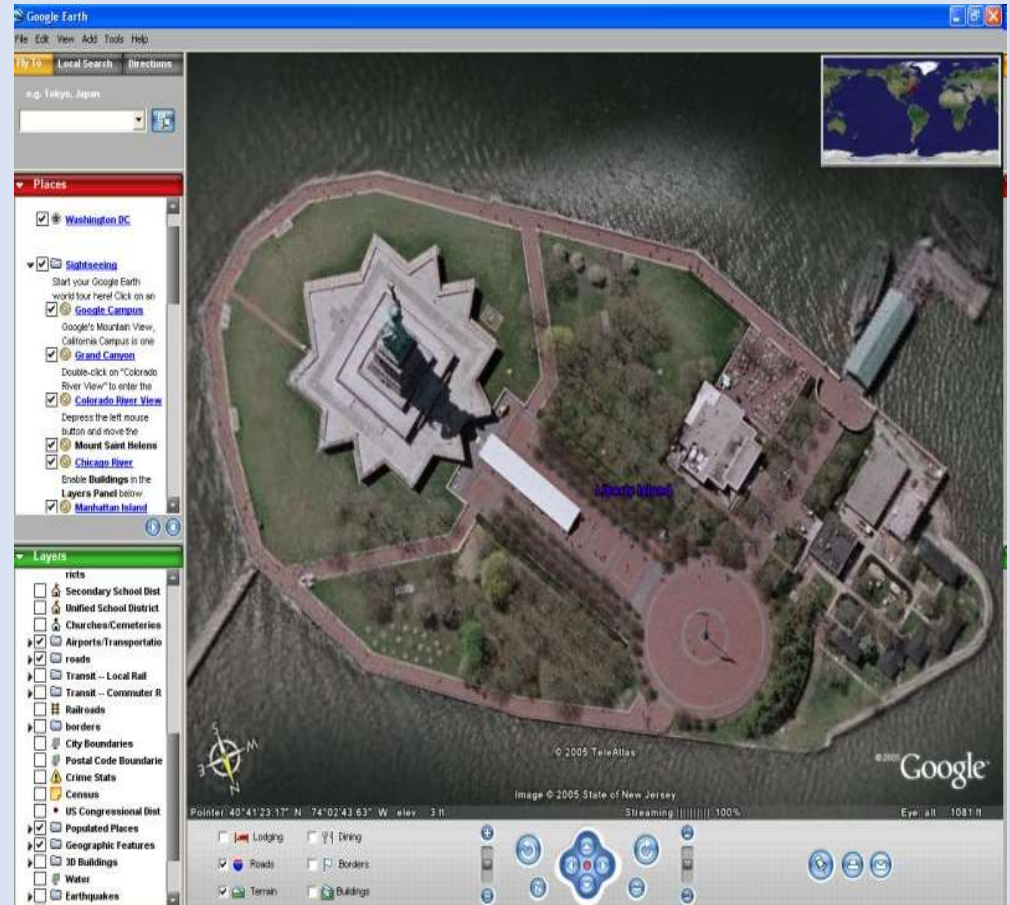 Google Earth
File Edit View Add Tools Help
Fly To Local Search Directions
e.g. Tokyo, Japan
Places
Washington DC
Sightseeing
Start your Google Earth
world tour here! Click on an
Google Campus
Google's Mountain View,
California Campus is one
Grand Canyon
Double-click on "Colorado
River View" to enter the
Colorado River View
Depress the left mouse
button and move the
Mount Saint Helens
Chicago River
Enable Buildings in the
Layers Panel below
Manhattan Island
Layers
ricts
Secondary School Dist
Unified School District
Churches/Cemeteries
Airports/Transportatio
roads
Transit -- Local Rail
Transit -- Commuter R
Railroads
borders
City Boundaries
Postal Code Boundarie
Crime Stats
Census
US Congressional Dist
Populated Places
Geographic Features
3D Buildings
Water
Earthquakes
Liberty Island
S
W
N
© 2005 TeleAtlas
Image © 2005 State of New Jersey
© 2005 Google
Pointer 40°41'23.17" N 74°02'43.63" W elev 3 ft
Streaming |||||||||| 100%
Eye alt 1081 ft
Lodging Dining
Roads Borders
Terrain Buildings
N